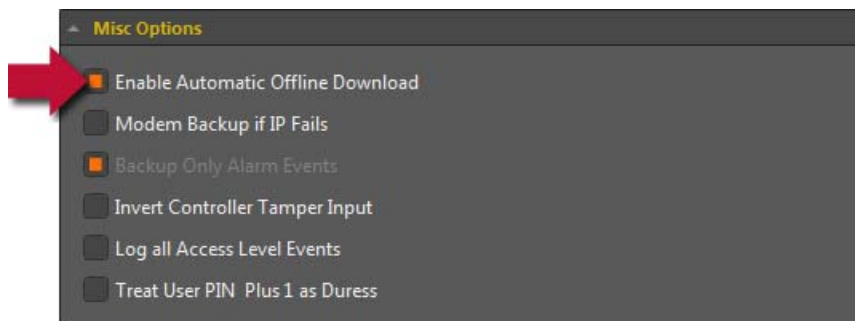 Misc Options
Enable Automatic Offline Download
Modem Backup if IP Fails
Backup Only Alarm Events
Invert Controller Tamper Input
Log all Access Level Events
Treat User PIN Plus 1 as Duress